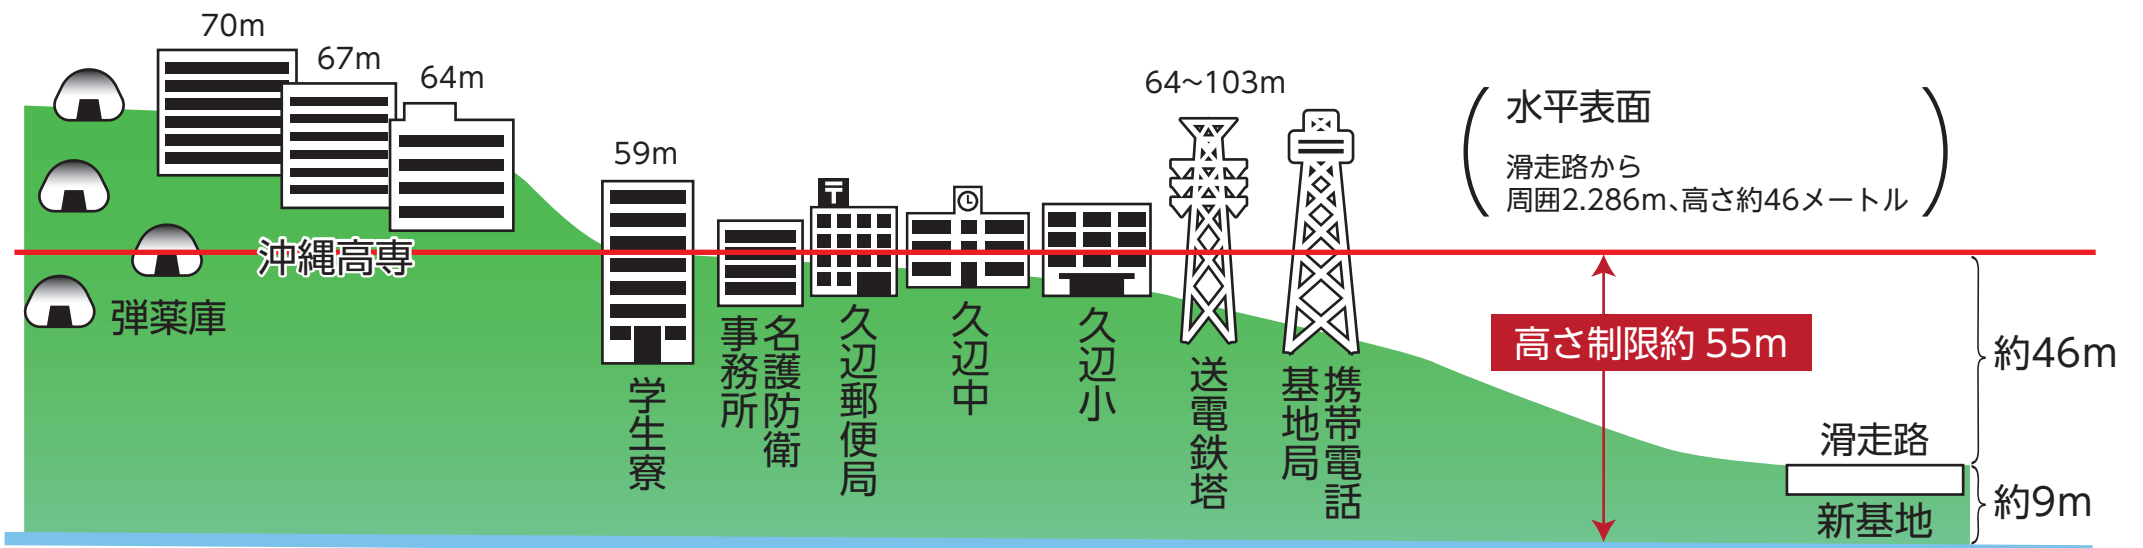 70m
67m
64m
59m
64~103m
水平表面
滑走路から
周囲2.286m、高さ約46メートル
沖縄高専
弾薬庫
学生寮
名護防衛
事務所
〒
久辺郵便局
久辺中
久辺小
送電鉄塔
携帯電話
基地局
高さ制限約 55m
約46m
滑走路
新基地
約9m